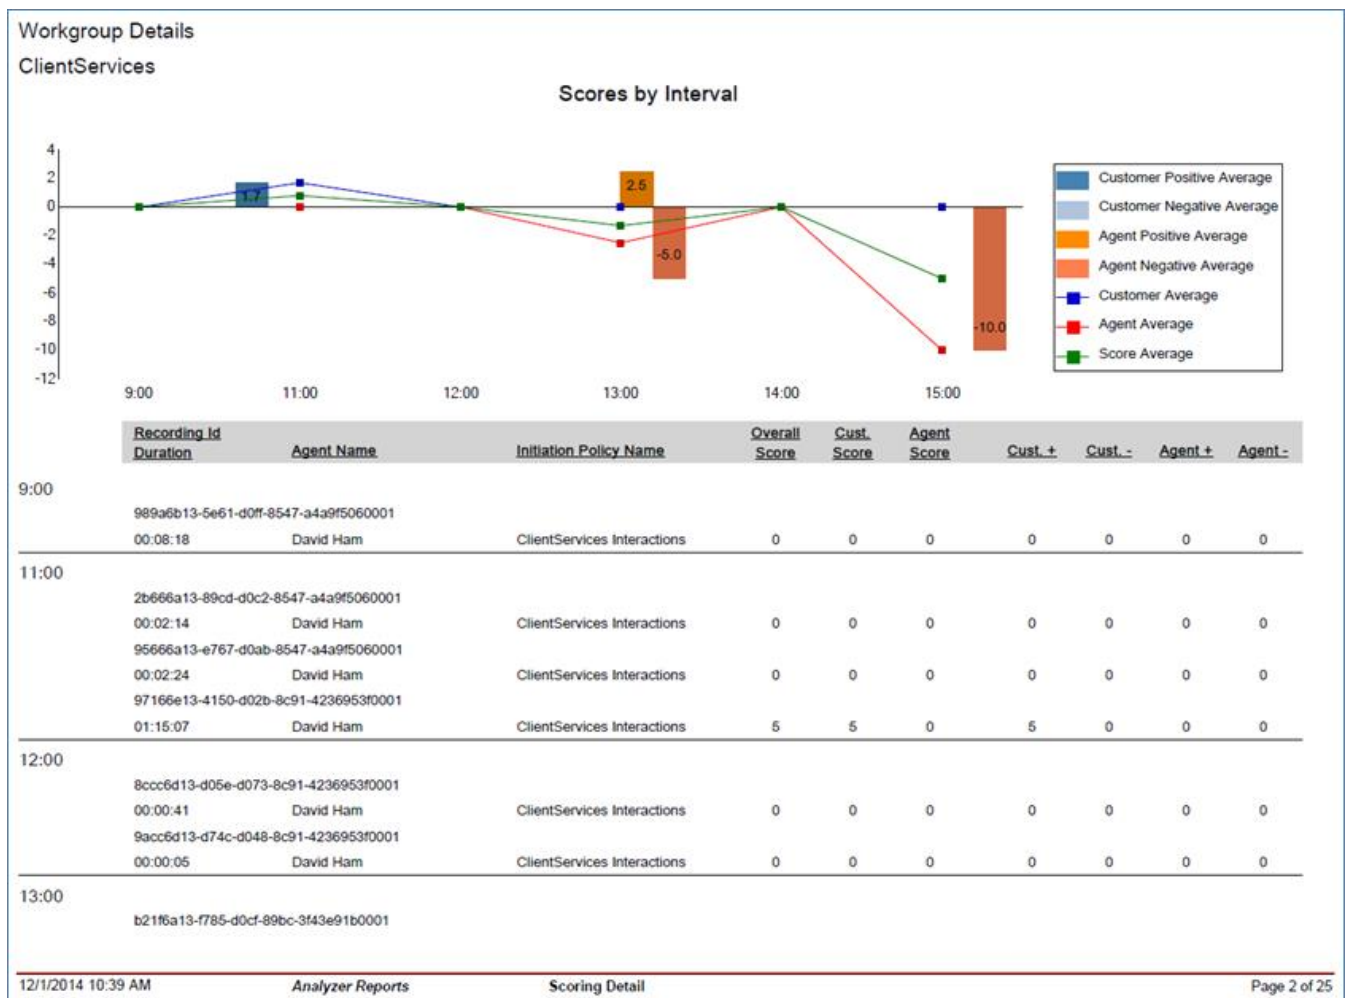 Workgroup Details
ClientServices
Scores by Interval
4
2
0
-2
-4
-6
-8
-10
-12
1.7
2.5
-5.0
-10.0
9:00 11:00 12:00 13:00 14:00 15:00
Customer Positive Average
Customer Negative Average
Agent Positive Average
Agent Negative Average
Customer Average
Agent Average
Score Average
Recording Id Overall Cust. Agent
Duration Agent Name Initiation Policy Name Score Score Score Cust. + Cust. - Agent + Agent -
9:00
989a6b13-5e61-d0ff-8547-a4a9f5060001
00:08:18 David Ham ClientServices Interactions 0 0 0 0 0 0 0
11:00
2b666a13-89cd-d0c2-8547-a4a9f5060001
00:02:14 David Ham ClientServices Interactions 0 0 0 0 0 0 0
95666a13-e767-d0ab-8547-a4a9f5060001
00:02:24 David Ham ClientServices Interactions 0 0 0 0 0 0 0
97166e13-4150-d02b-8c91-4236953f0001
01:15:07 David Ham ClientServices Interactions 5 5 0 5 0 0 0
12:00
8ccc6d13-d05e-d073-8c91-4236953f0001
00:00:41 David Ham ClientServices Interactions 0 0 0 0 0 0 0
9acc6d13-d74c-d048-8c91-4236953f0001
00:00:05 David Ham ClientServices Interactions 0 0 0 0 0 0 0
13:00
b21f6a13-f785-d0cf-89bc-3f43e91b0001
12/1/2014 10:39 AM Analyzer Reports Scoring Detail Page 2 of 25